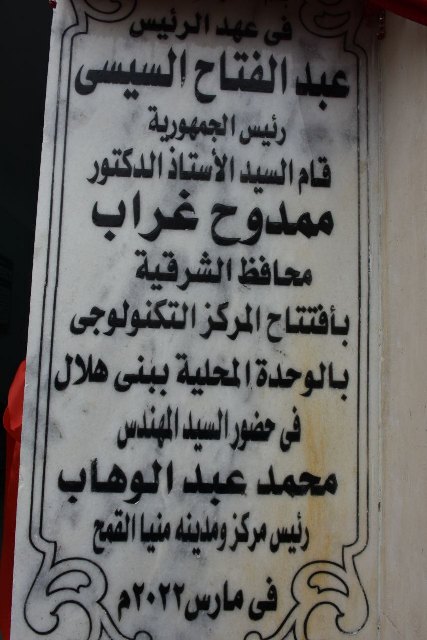 فى عهد الرئيس
عبد الفتاح السيسى
رئيس الجمهورية
قام السيد الأستاذ الدكتور
ممدوح غراب
محافظ الشرقية
بأفتتاح المركز التكنولوجى
بالوحدة المحلية ببنى هلال
فى حضور السيد المهندس
محمد عبد الوهاب
رئيس مركز ومدينه منيا القمح
فى مارس ٢٠٢٢م